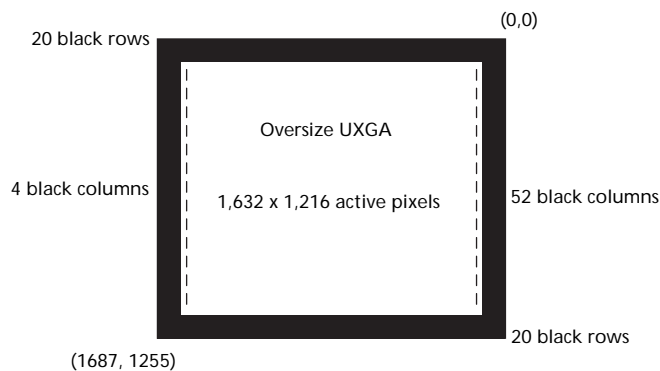 (0,0)
20 black rows
Oversize UXGA
4 black columns
1,632 x 1,216 active pixels
52 black columns
20 black rows
(1687, 1255)